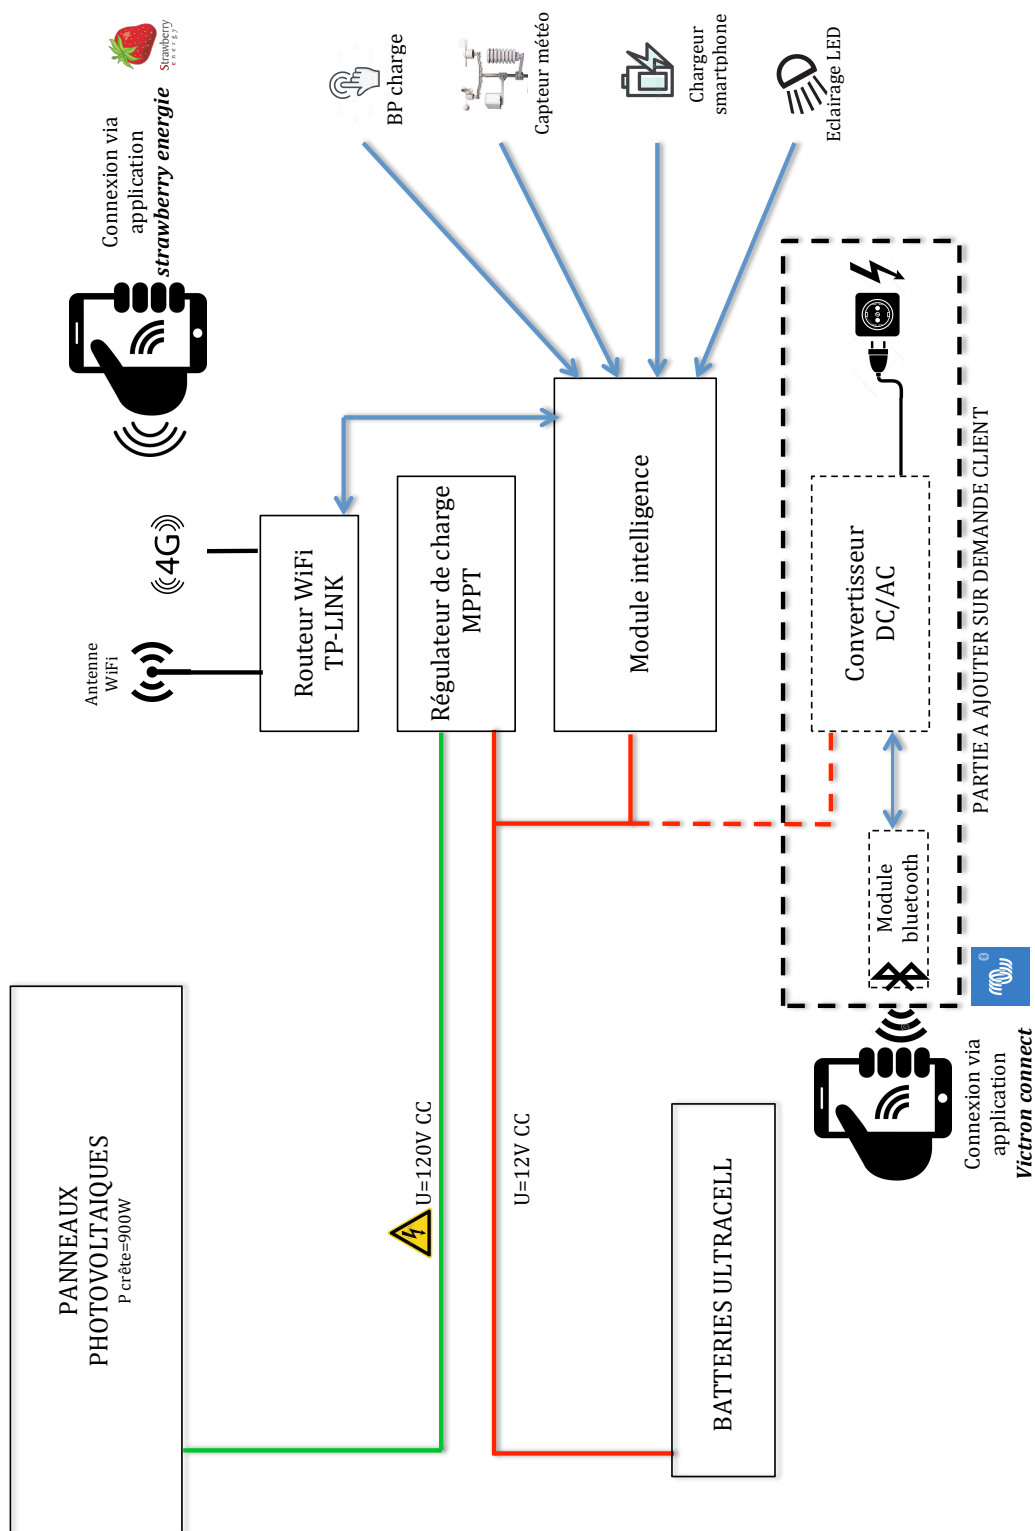 PANNEAUX
PHOTOVOLTAIQUES
P crête=900W
U=120V CC
U=12V CC
BATTERIES ULTRACELL
Antenne
WiFi
4G
Routeur WiFi
TP-LINK
Régulateur de charge
MPPT
Module intelligence
Convertisseur
DC/AC
Module
bluetooth
PARTIE A AJOUTER SUR DEMANDE CLIENT
Connexion via
application
Victron connect
Connexion via
application
strawberry energie
Strawberry
energy
BP charge
Capteur météo
Chargeur
smartphone
Eclairage LED